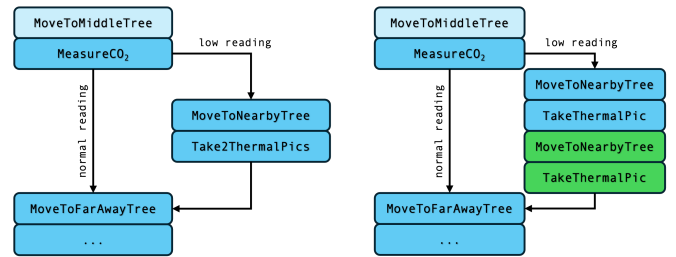 MoveToMiddleTree
MeasureCO₂
low reading
normal reading
MoveToNearbyTree
Take2ThermalPics
MoveToFarAwayTree
...
MoveToMiddleTree
MeasureCO₂
low reading
normal reading
MoveToNearbyTree
TakeThermalPic
MoveToNearbyTree
TakeThermalPic
MoveToFarAwayTree
...